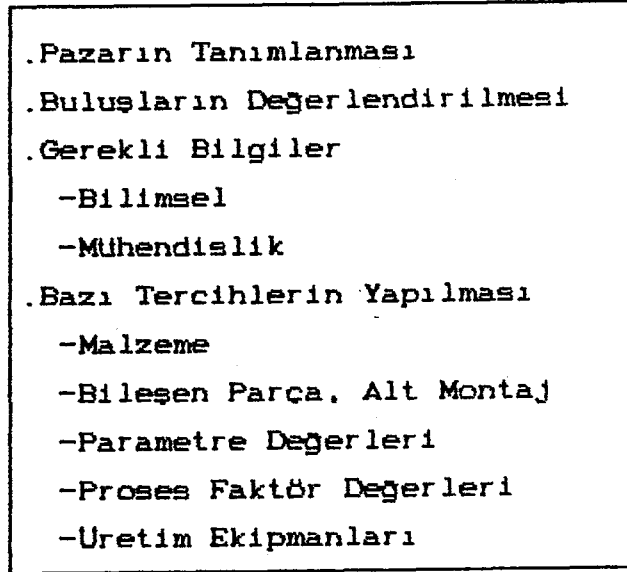 .Pazarın Tanımlanması
.Buluşların Değerlendirilmesi
.Gerekli Bilgiler
-Bilimsel
-Mühendislik
.Bazı Tercihlerin Yapılması
-Malzeme
-Bileşen Parça, Alt Montaj
-Parametre Değerleri
-Proses Faktör Değerleri
-Üretim Ekipmanları